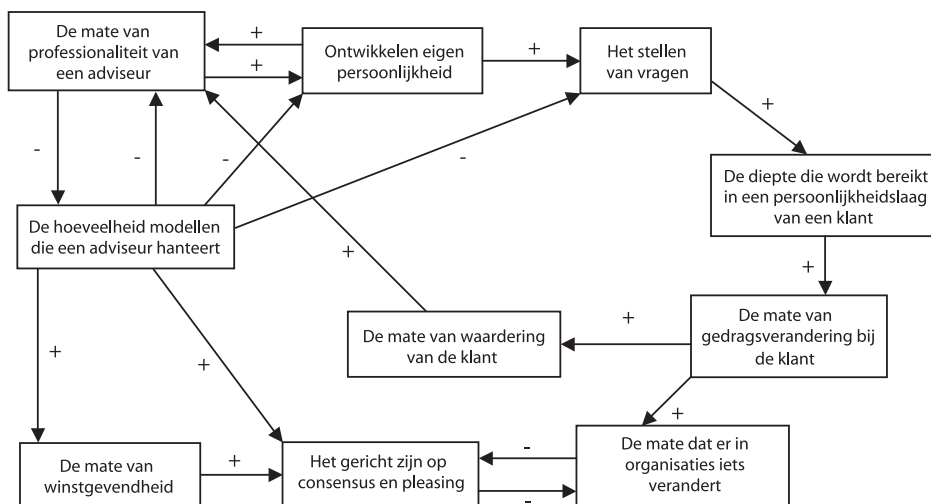 De mate van
professionaliteit van
een adviseur
+
+
Ontwikkelen eigen
persoonlijkheid
+
Het stellen
van vragen
+
-
-
-
-
De diepte die wordt bereikt
in een persoonlijkheidslaag
van een klant
De hoeveelheid modellen
die een adviseur hanteert
+
+
De mate van waardering
van de klant
+
De mate van
gedragsverandering bij
de klant
+
+
+
De mate van
winstgevendheid
+
Het gericht zijn op
consensus en pleasing
-
-
De mate dat er in
organisaties iets
verandert